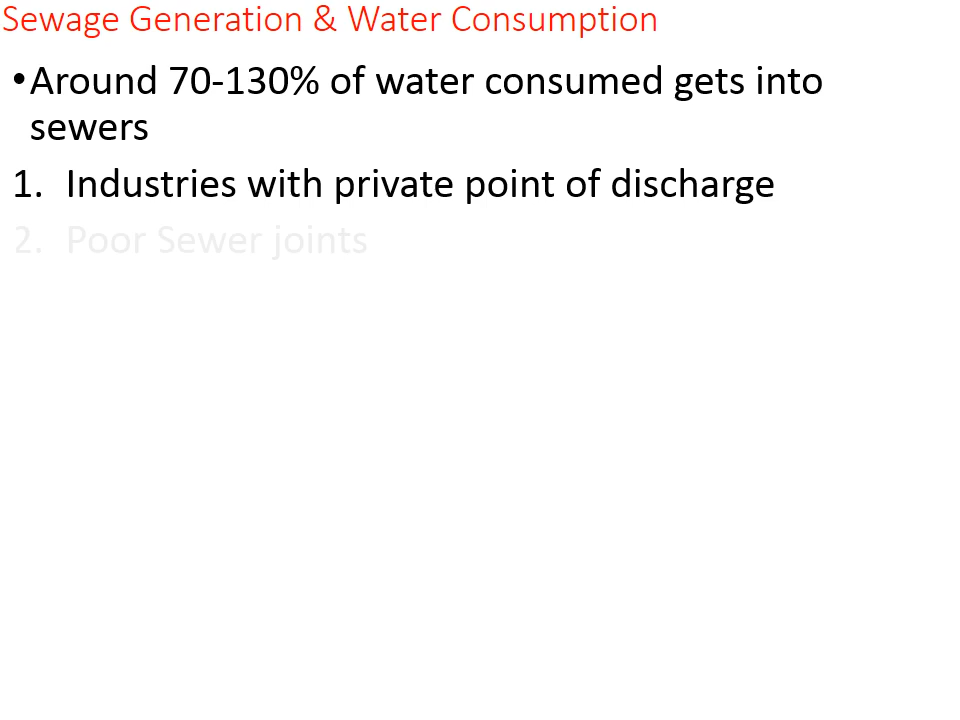 Sewage Generation & Water Consumption
•Around 70-130% of water consumed gets into
sewers
1. Industries with private point of discharge
2. Poor Sewer joints